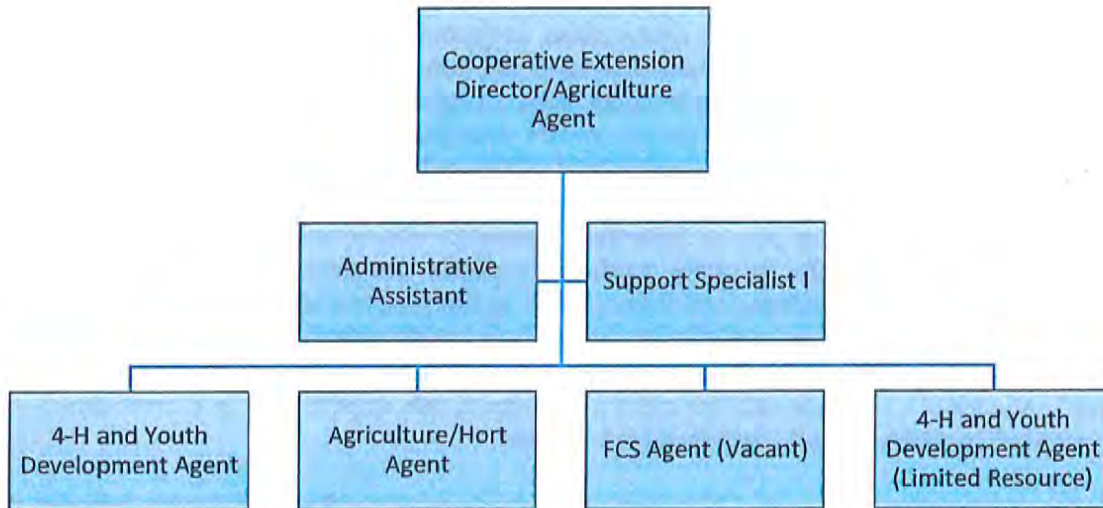 Cooperative Extension
Director/Agriculture
Agent
Administrative
Assistant
Support Specialist I
4-H and Youth
Development Agent
Agriculture/Hort
Agent
FCS Agent (Vacant)
4-H and Youth
Development Agent
(Limited Resource)